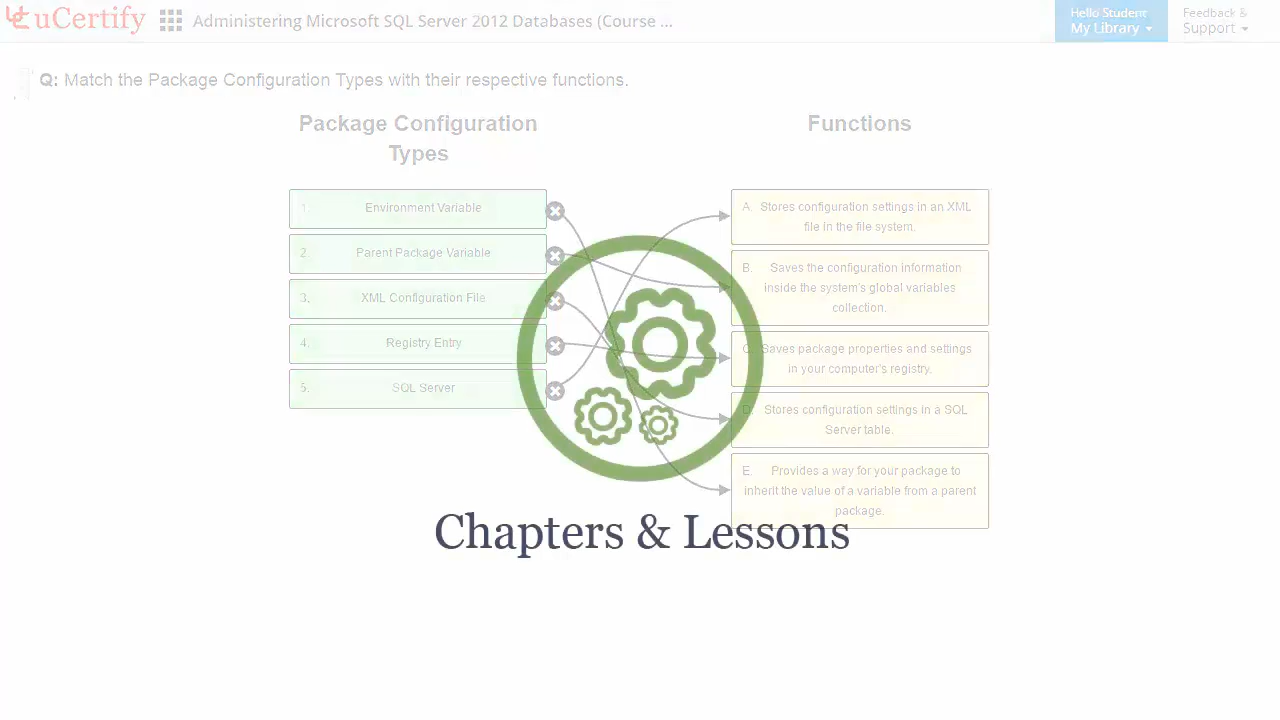 uCertify
Administering Microsoft SQL Server 2012 Databases (Course ...
Hello Student
My Library
Feedback &
Support
Q: Match the Package Configuration Types with their respective functions.
Package Configuration
Types
Functions
1. Environment Variable
2. Parent Package Variable
3. XML Configuration File
4. Registry Entry
5. SQL Server
A. Stores configuration settings in an XML
file in the file system.
B. Saves the configuration information
inside the system's global variables
collection.
C. Saves package properties and settings
in your computer's registry.
D. Stores configuration settings in a SQL
Server table.
E. Provides a way for your package to
inherit the value of a variable from a parent
package.
Chapters & Lessons